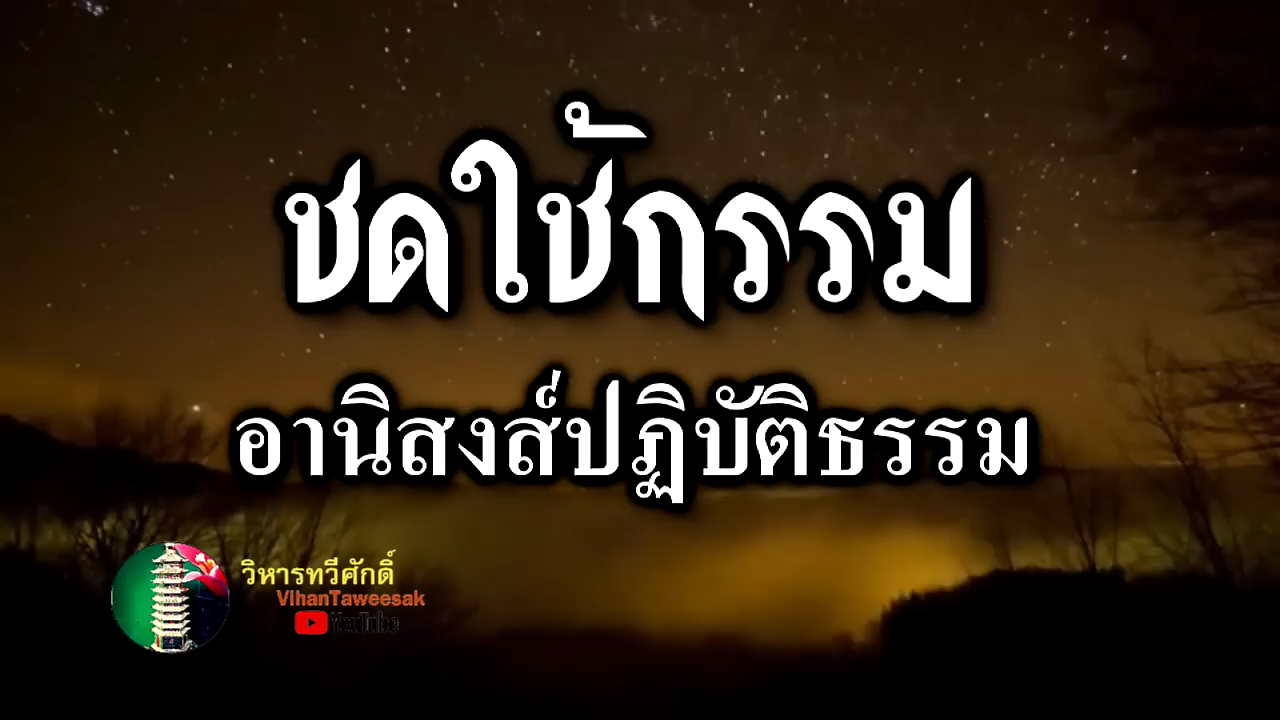 ชดใช้กรรม
อานิสงส์ปฏิบัติธรรม
วิหารทวีศักดิ์
VihanTaweesak
YouTube